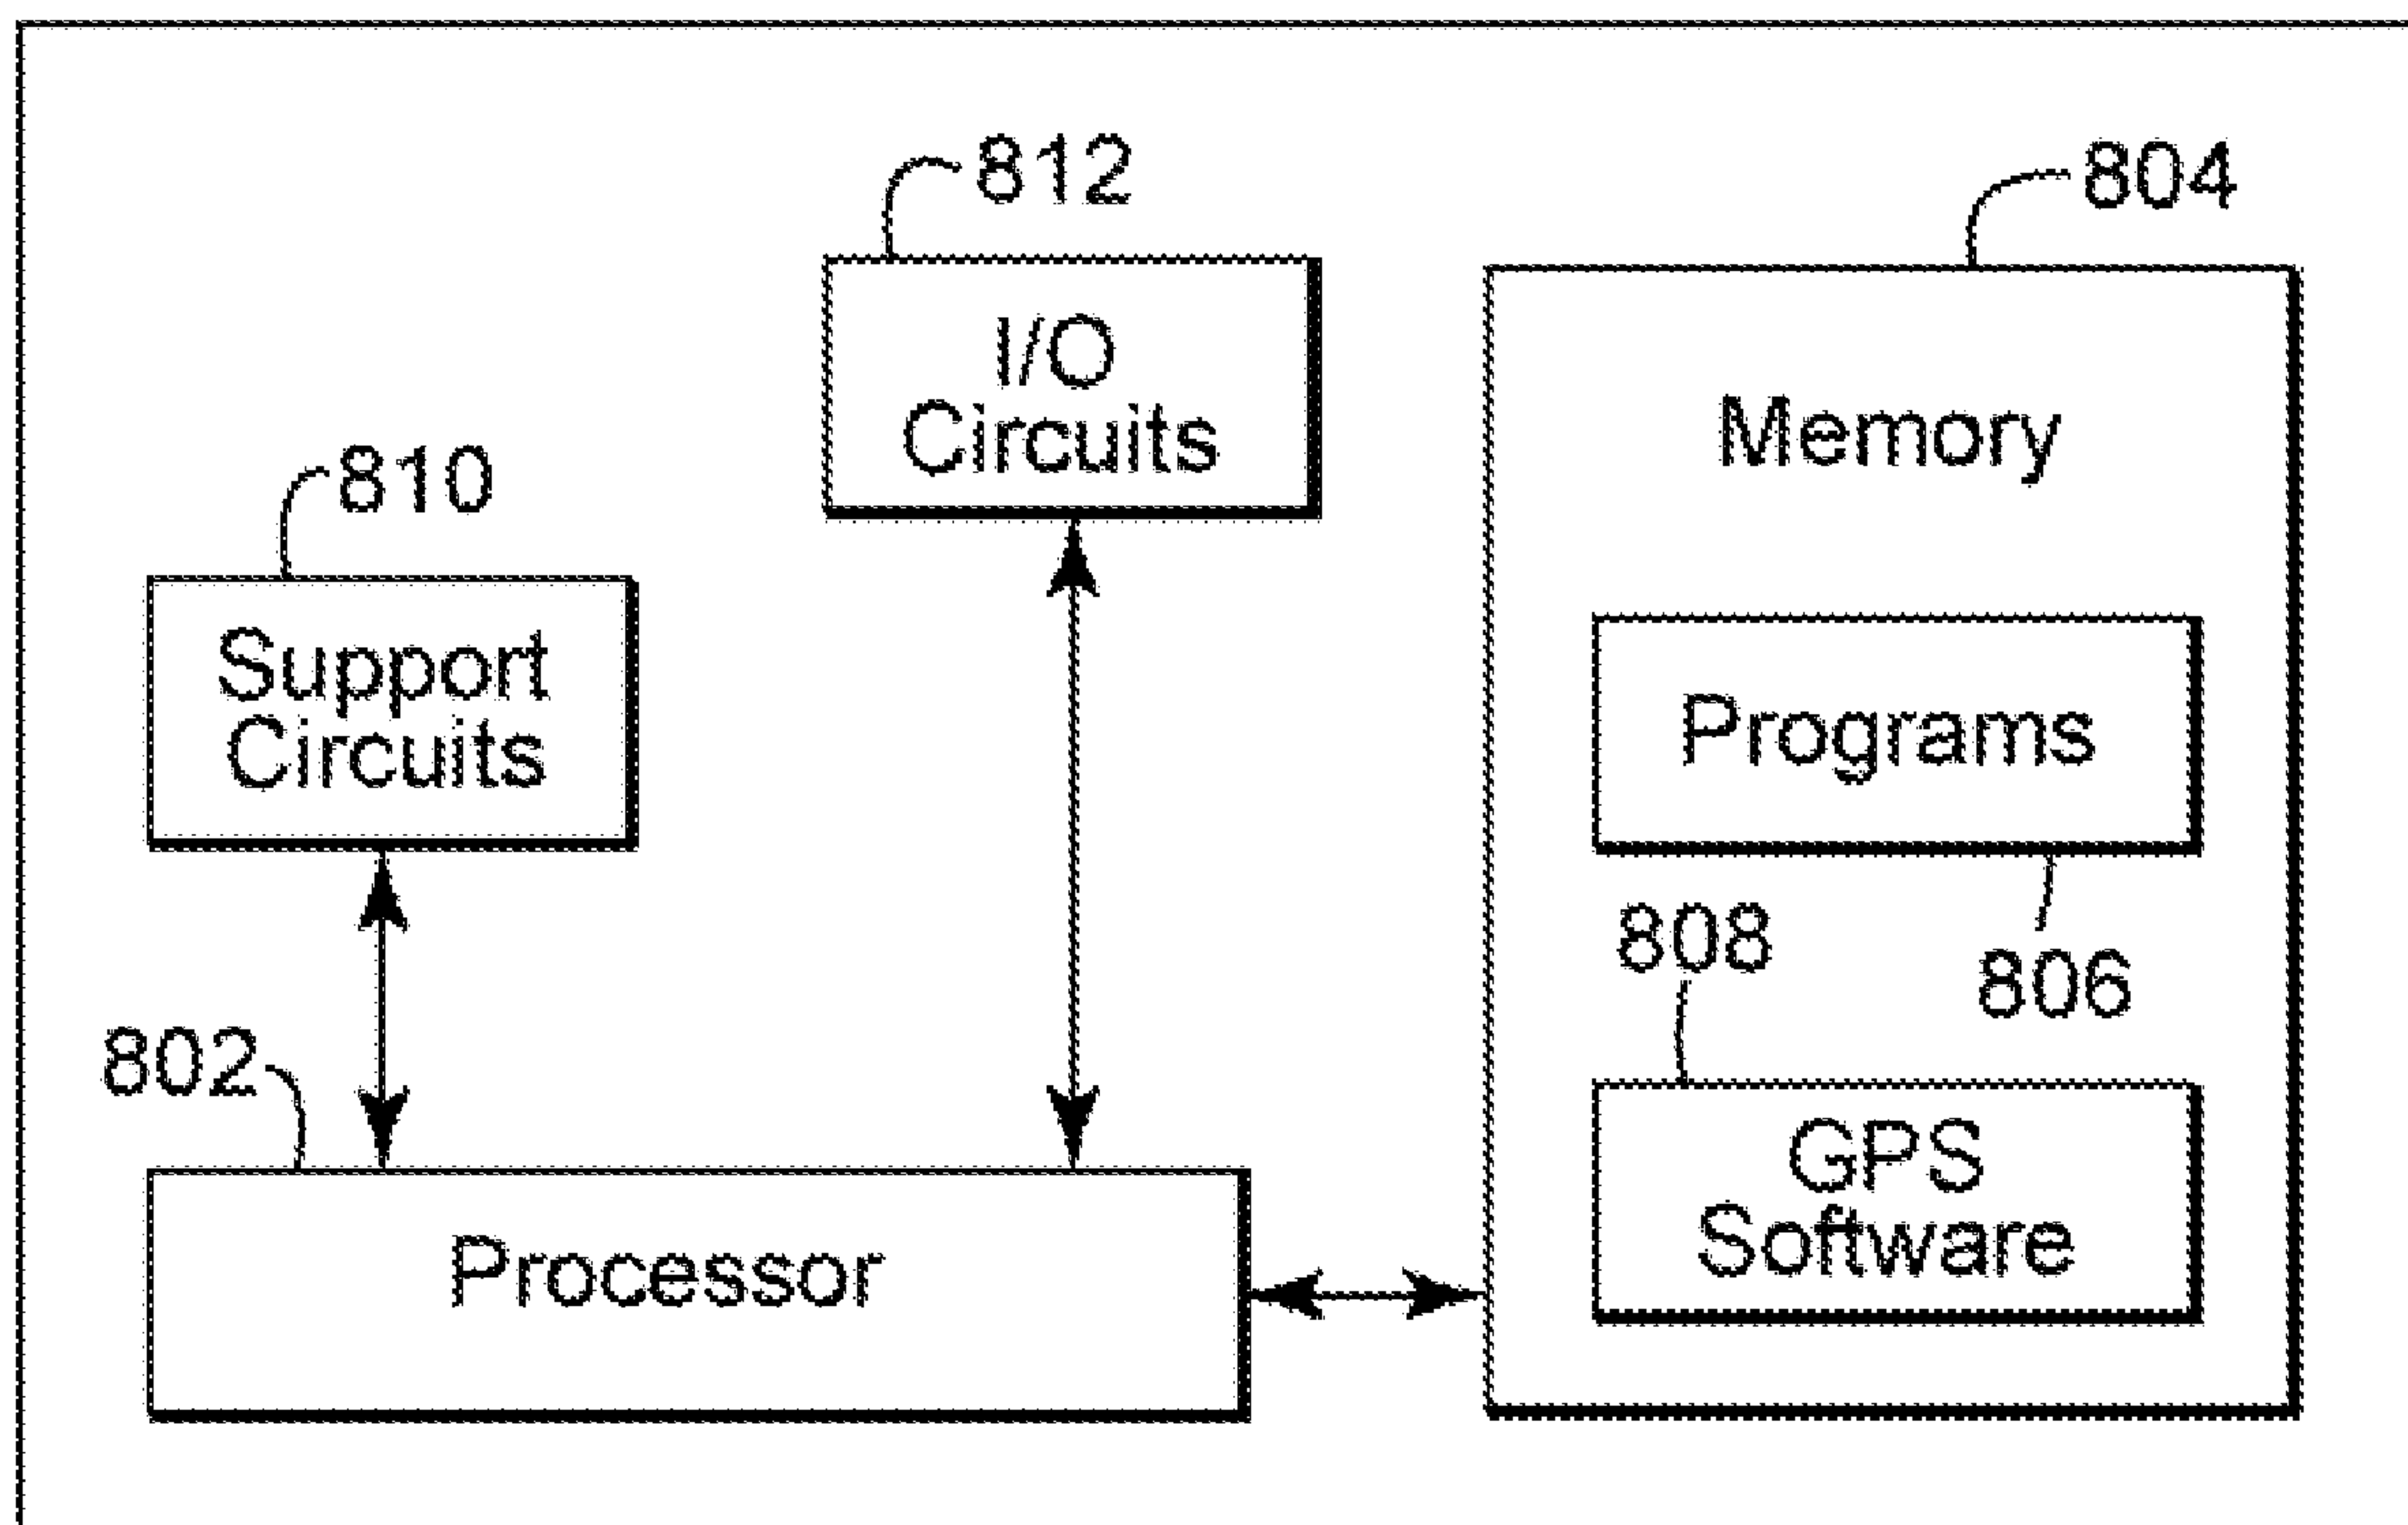 812
804
I/O
Circuits
Memory
810
Support
Circuits
Programs
808
806
802
GPS
Software
Processor